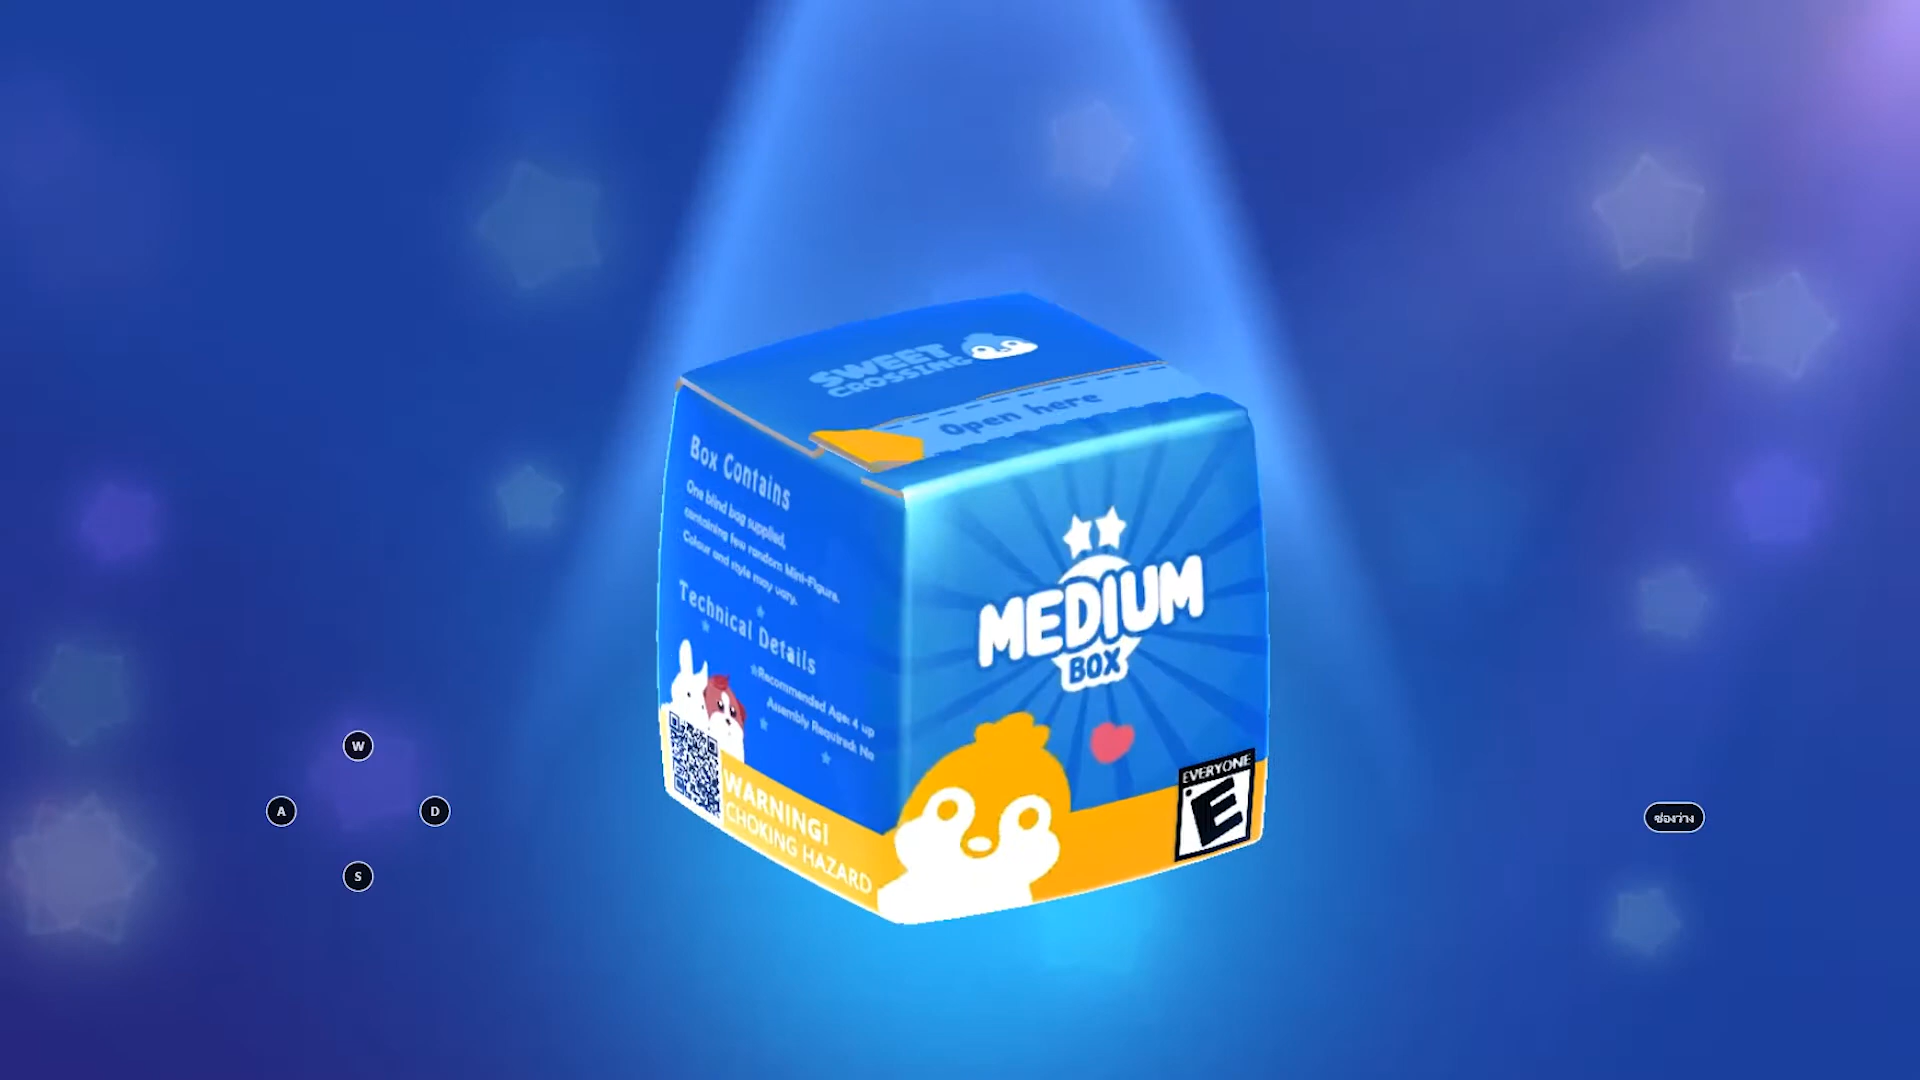 SWEET
CROSSING
Open here
Box Contains
One blind bag supplied,
containing few random Mini-Figure.
Colour and style may vary.
Technical Details
Recommended Age: 4 up
Assembly Required: No
WARNING!
CHOKING HAZARD
MEDIUM
BOX
EVERYONE
E
W
A
D
S
ช่องว่าง